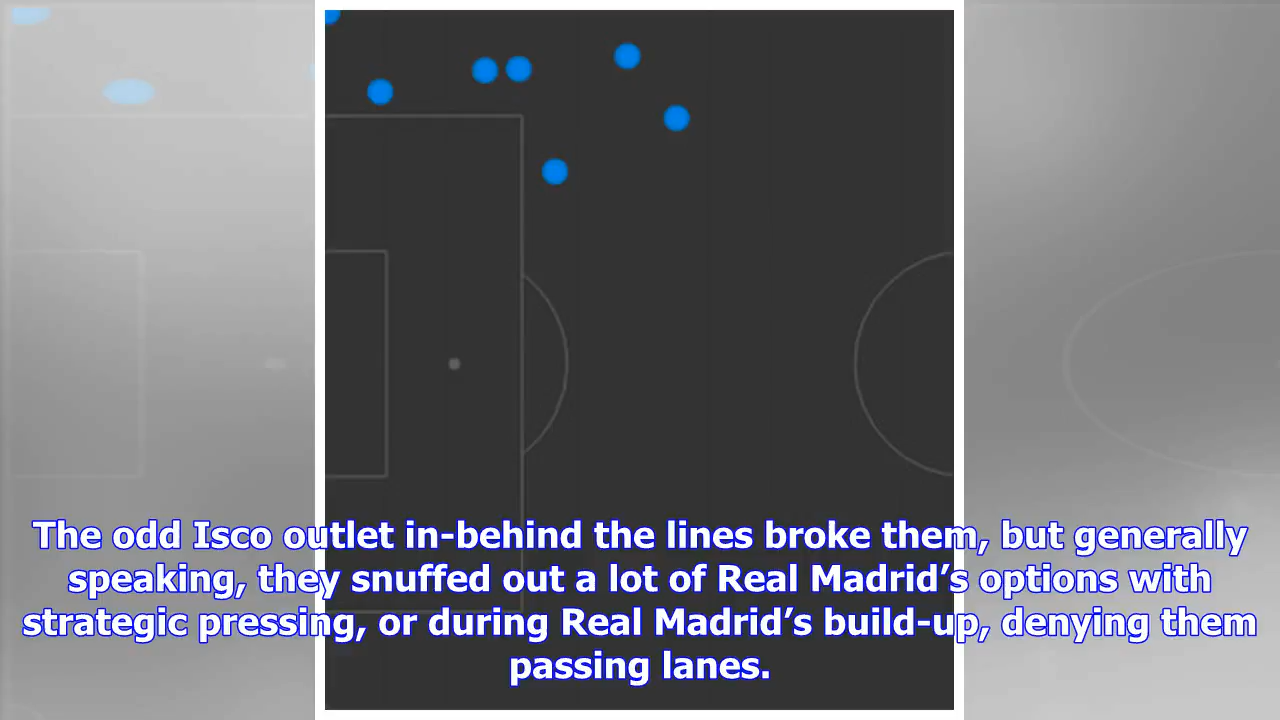 The odd Isco outlet in-behind the lines broke them, but generally
speaking, they snuffed out a lot of Real Madrid’s options with
strategic pressing, or during Real Madrid’s build-up, denying them
passing lanes.